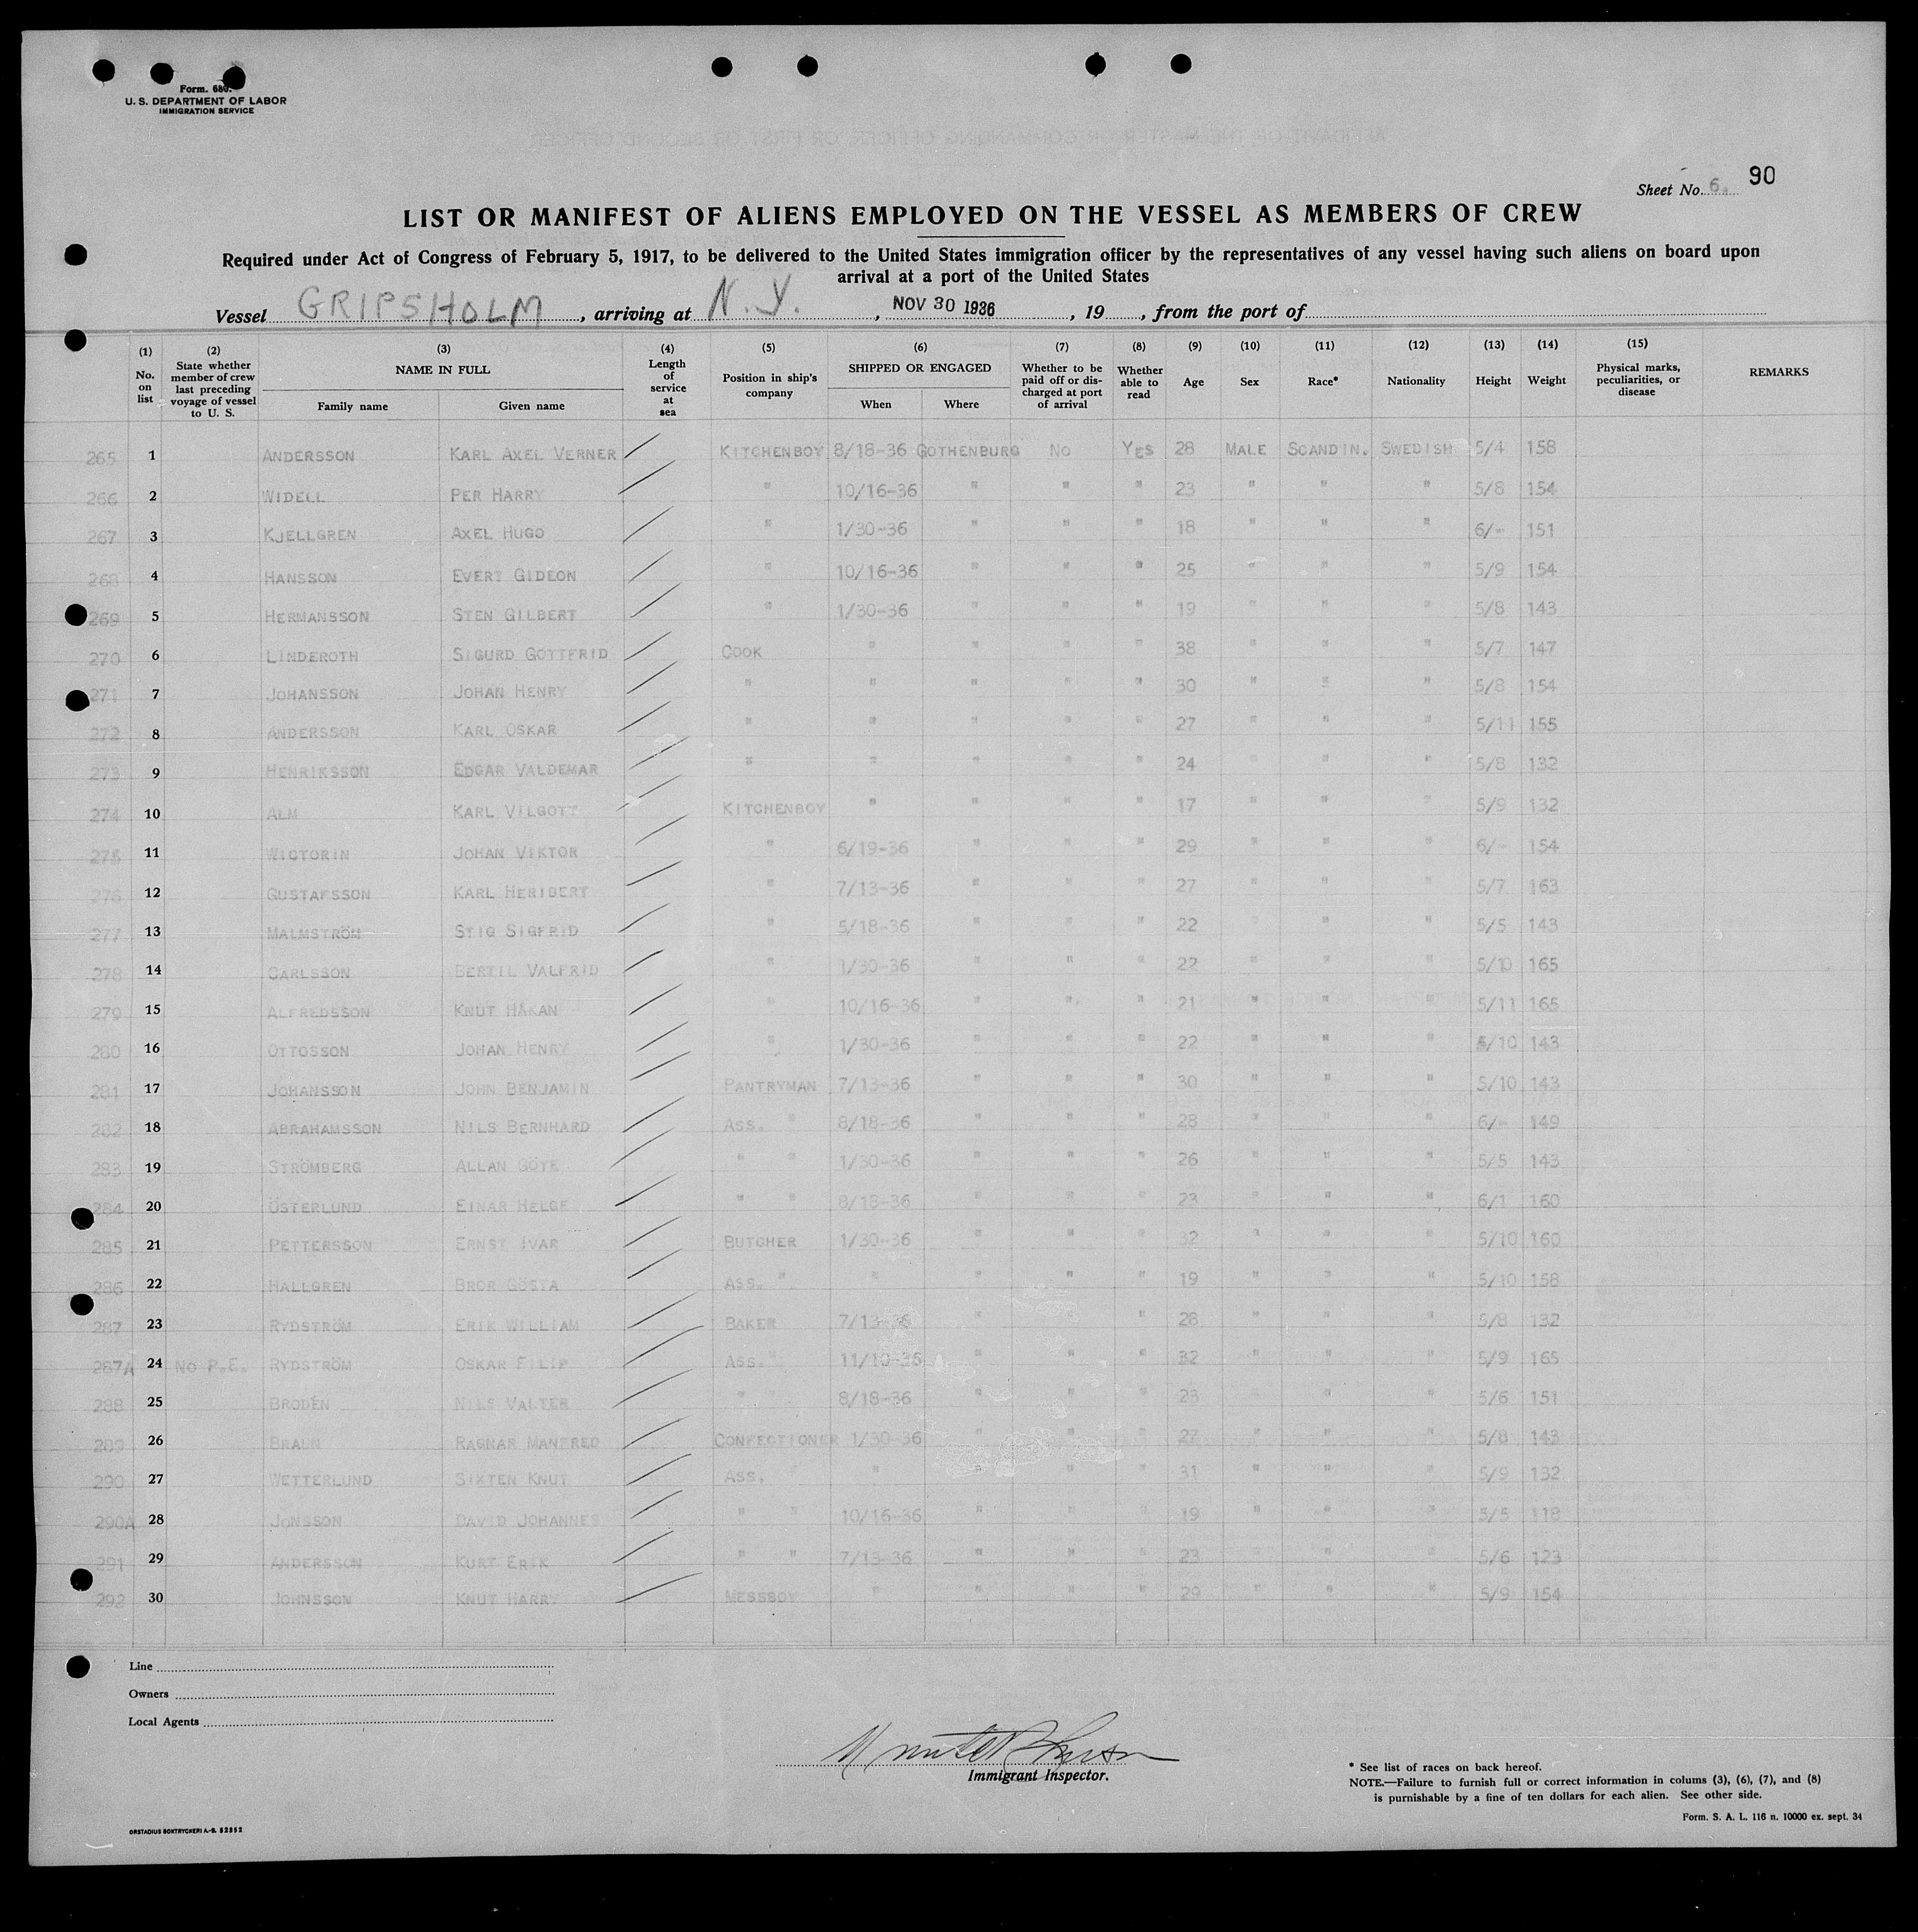 Form. 680.
U. S. DEPARTMENT OF LABOR
IMMIGRATION SERVICE
Sheet No. 6. 90
LIST OR MANIFEST OF ALIENS EMPLOYED ON THE VESSEL AS MEMBERS OF CREW
Required under Act of Congress of February 5, 1917, to be delivered to the United States immigration officer by the representatives of any vessel having such aliens on board upon
arrival at a port of the United States
Vessel GRIPSHOLM, arriving at N.Y., NOV 30 1936, 19, from the port of
(1) No. on list (2) State whether member of crew last preceding voyage of vessel to U. S. (3) NAME IN FULL Family name Given name (4) Length of service at sea (5) Position in ship's company (6) SHIPPED OR ENGAGED When Where (7) Whether to be paid off or discharged at port of arrival (8) Whether able to read (9) Age (10) Sex (11) Race* (12) Nationality (13) Height (14) Weight (15) Physical marks, peculiarities, or disease REMARKS
265 1 ANDERSSON KARL AXEL VERNER / KITCHENBOY 8/18-36 GOTHENBURG NO YES 28 MALE SCANDIN. SWEDISH 5/4 158
266 2 WIDELL PER HARRY / " 10/16-36 " " " 23 " " " 5/8 154
267 3 KJELLGREN AXEL HUGO / " 1/30-36 " " " 18 " " " 6/- 151
268 4 HANSSON EVERT GIDEON / " 10/16-36 " " " 25 " " " 5/9 154
269 5 HERMANSSON STEN GILBERT / " 1/30-36 " " " 19 " " " 5/8 143
270 6 LINDEROTH SIGURD GOTTFRID / COOK " " " " 38 " " " 5/7 147
271 7 JOHANSSON JOHAN HENRY / " " " " " 30 " " " 5/8 154
272 8 ANDERSSON KARL OSKAR / " " " " " 27 " " " 5/11 155
273 9 HENRIKSSON EDGAR VALDEMAR / " " " " " 24 " " " 5/8 132
274 10 ALM KARL VILGOTT / KITCHENBOY " " " " 17 " " " 5/9 132
275 11 WICTORIN JOHAN VIKTOR / " 6/19-36 " " " 29 " " " 6/- 154
276 12 GUSTAFSSON KARL HERIBERT / " 7/13-36 " " " 27 " " " 5/7 163
277 13 MALMSTRÖM STIG SIGFRID / " 5/18-36 " " " 22 " " " 5/5 143
278 14 CARLSSON BERTIL VALFRID / " 1/30-36 " " " 22 " " " 5/10 165
279 15 ALFREDSSON KNUT HÅKAN / " 10/16-36 " " " 21 " " " 5/11 165
280 16 OTTOSSON JOHAN HENRY / " 1/30-36 " " " 22 " " " 5/10 143
281 17 JOHANSSON JOHN BENJAMIN / PANTRYMAN 7/13-36 " " " 30 " " " 5/10 143
282 18 ABRAHAMSSON NILS BERNHARD / ASS. " 8/18-36 " " " 28 " " " 6/- 149
283 19 STRÖMBERG ALLAN GÖTE / " " 1/30-36 " " " 26 " " " 5/5 143
284 20 ÖSTERLUND EINAR HELGE / " " 8/18-36 " " " 23 " " " 6/1 160
285 21 PETTERSSON ERNST IVAR / BUTCHER 1/30-36 " " " 32 " " " 5/10 160
286 22 HALLGREN BROR GÖSTA / ASS. " " " " " 19 " " " 5/10 158
287 23 RYDSTRÖM ERIK WILLIAM / BAKER 7/13-36 " " 28 " " " 5/8 132
287A 24 NO P.E. RYDSTRÖM OSKAR FILIP / ASS. " 11/10-36 " " " 32 " " " 5/9 165
288 25 BRODÉN NILS VALTER / " " 8/18-36 " " " 23 " " " 5/6 151
289 26 BRAUN RAGNAR MANFRED / CONFECTIONER 1/30-36 " " " 27 " " " 5/8 143
290 27 WETTERLUND SIXTEN KNUT / ASS. " " " " " 31 " " " 5/9 132
290A 28 JONSSON DAVID JOHANNES / " " 10/16-36 " " " 19 " " " 5/5 118
291 29 ANDERSSON KURT ERIK / " " 7/13-36 " " " 23 " " " 5/6 123
292 30 JOHNSSON KNUT HARRY / MESSBOY " " " " 29 " " " 5/9 154
Line
Owners
Local Agents
Immigrant Inspector.
* See list of races on back hereof.
NOTE.—Failure to furnish full or correct information in colums (3), (6), (7), and (8)
is purnishable by a fine of ten dollars for each alien. See other side.
Form. S. A. L. 116 n. 10000 ex. sept. 34
ORSTADIUS BOKTRYCKERI A.-B. 52852